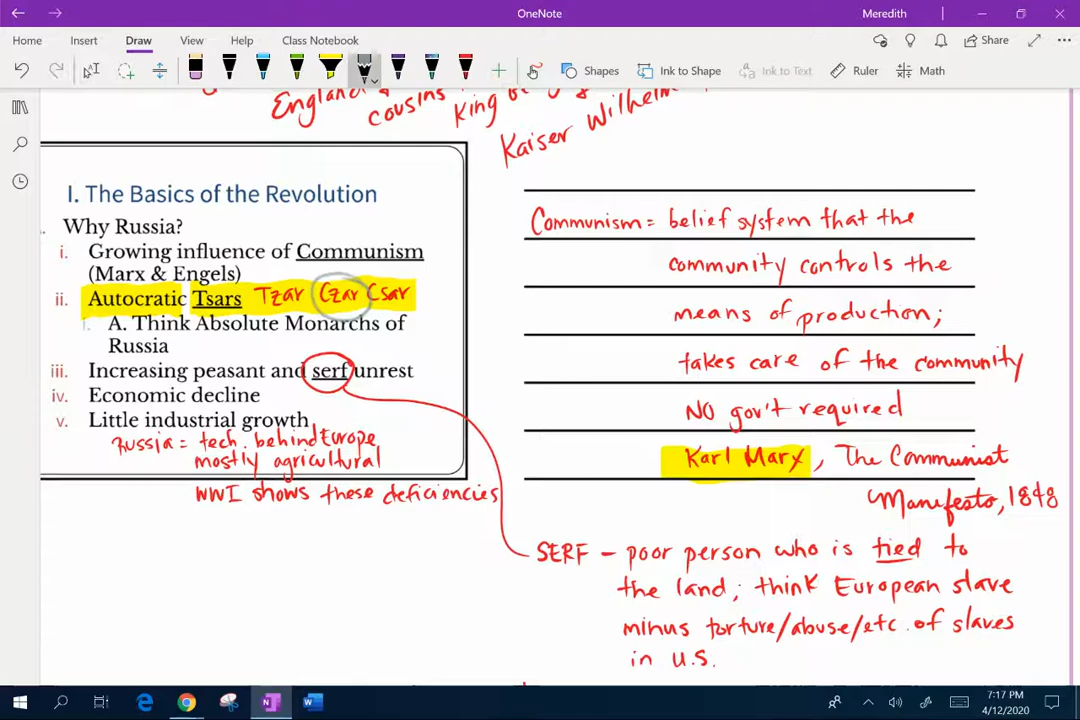 OneNote
Meredith
Home Insert Draw View Help Class Notebook
Share
Shapes Ink to Shape Ink to Text Ruler Math
England
cousins
King
Kaiser Wilhelm
I. The Basics of the Revolution
Why Russia?
i. Growing influence of Communism
(Marx & Engels)
ii. Autocratic Tsars Tzar Czar Csar
i. A. Think Absolute Monarchs of
Russia
iii. Increasing peasant and serf unrest
iv. Economic decline
v. Little industrial growth
Russia = tech. behind Europe
mostly agricultural
WWI shows these deficiencies
Communism = belief system that the
community controls the
means of production;
takes care of the community
NO gov't required
Karl Marx, The Communist
Manifesto, 1848
SERF – poor person who is tied to
the land; think European slave
minus torture/abuse/etc. of slaves
in U.S.
7:17 PM
4/12/2020